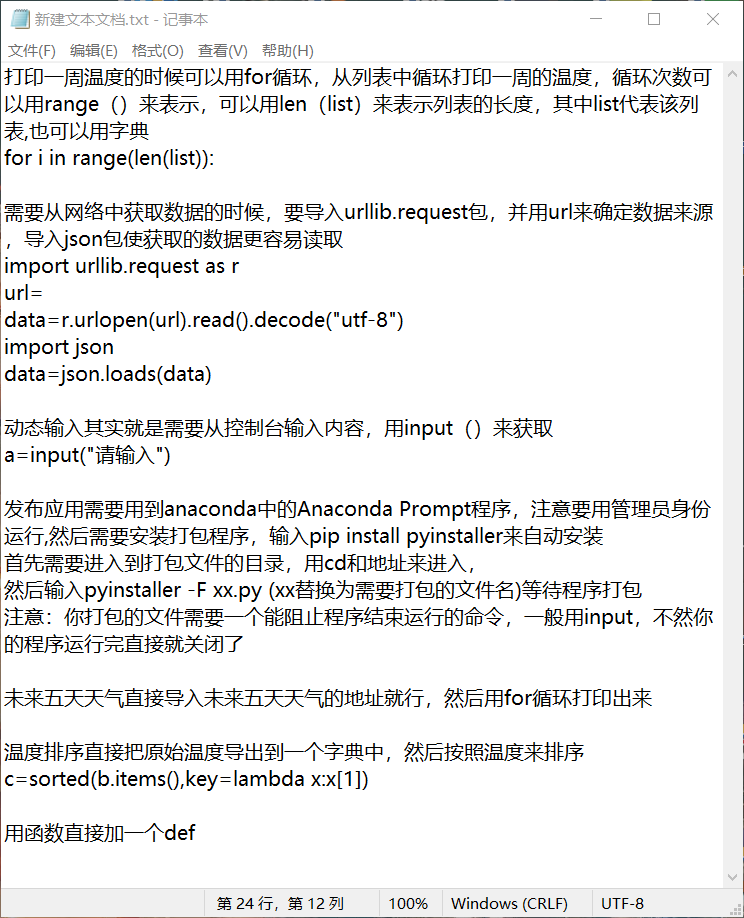 新建文本文档.txt - 记事本
文件(F) 编辑(E) 格式(O) 查看(V) 帮助(H)
打印一周温度的时候可以用for循环，从列表中循环打印一周的温度，循环次数可
以用range（）来表示，可以用len（list）来表示列表的长度，其中list代表该列
表,也可以用字典
for i in range(len(list)):
需要从网络中获取数据的时候，要导入urllib.request包，并用url来确定数据来源
，导入json包使获取的数据更容易读取
import urllib.request as r
url=
data=r.urlopen(url).read().decode("utf-8")
import json
data=json.loads(data)
动态输入其实就是需要从控制台输入内容，用input（）来获取
a=input("请输入")
发布应用需要用到anaconda中的Anaconda Prompt程序，注意要用管理员身份
运行,然后需要安装打包程序，输入pip install pyinstaller来自动安装
首先需要进入到打包文件的目录，用cd和地址来进入，
然后输入pyinstaller -F xx.py (xx替换为需要打包的文件名)等待程序打包
注意：你打包的文件需要一个能阻止程序结束运行的命令，一般用input，不然你
的程序运行完直接就关闭了
未来五天天气直接导入未来五天天气的地址就行，然后用for循环打印出来
温度排序直接把原始温度导出到一个字典中，然后按照温度来排序
c=sorted(b.items(),key=lambda x:x[1])
用函数直接加一个def
第 24 行，第 12 列 100% Windows (CRLF) UTF-8